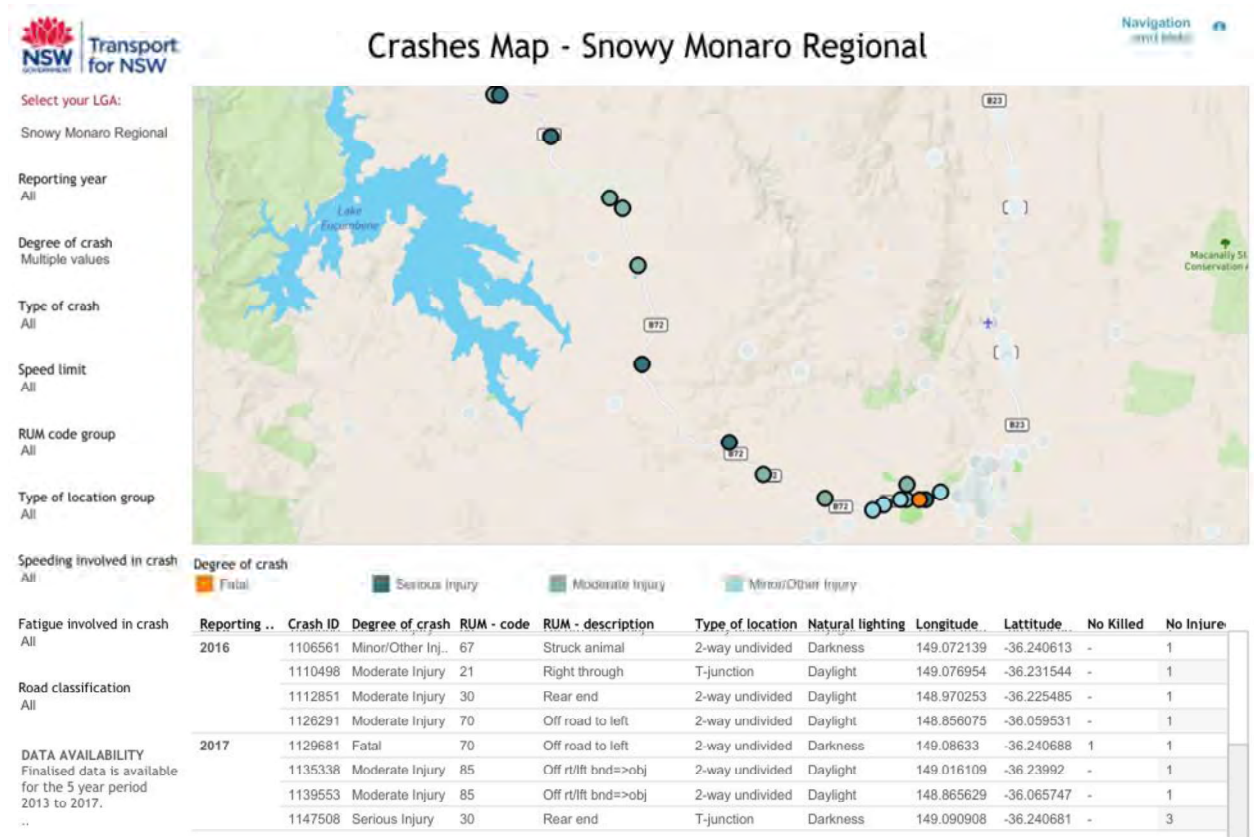 NSW
GOVERNMENT
Transport
for NSW
Crashes Map - Snowy Monaro Regional
Navigation
Select your LGA:
Snowy Monaro Regional
Reporting year
All
Degree of crash
Multiple values
Type of crash
All
Speed limit
All
RUM code group
All
Type of location group
All
Speeding involved in crash
All
Fatigue involved in crash
All
Road classification
All
DATA AVAILABILITY
Finalised data is available
for the 5 year period
2013 to 2017.
..
B23
Lake
Eucumbene
Macanally St
Conservation
B72
B23
B72
B72
Degree of crash
Fatal Serious Injury Moderate Injury Minor/Other Injury
Reporting .. Crash ID Degree of crash RUM - code RUM - description Type of location Natural lighting Longitude Lattitude No Killed No Injure
2016 1106561 Minor/Other Inj.. 67 Struck animal 2-way undivided Darkness 149.072139 -36.240613 - 1
1110498 Moderate Injury 21 Right through T-junction Daylight 149.076954 -36.231544 - 1
1112851 Moderate Injury 30 Rear end 2-way undivided Daylight 148.970253 -36.225485 - 1
1126291 Moderate Injury 70 Off road to left 2-way undivided Daylight 148.856075 -36.059531 - 1
2017 1129681 Fatal 70 Off road to left 2-way undivided Darkness 149.08633 -36.240688 1 1
1135338 Moderate Injury 85 Off rt/lft bnd=>obj 2-way undivided Daylight 149.016109 -36.23992 - 1
1139553 Moderate Injury 85 Off rt/lft bnd=>obj 2-way undivided Daylight 148.865629 -36.065747 - 1
1147508 Serious Injury 30 Rear end T-junction Darkness 149.090908 -36.240681 - 3